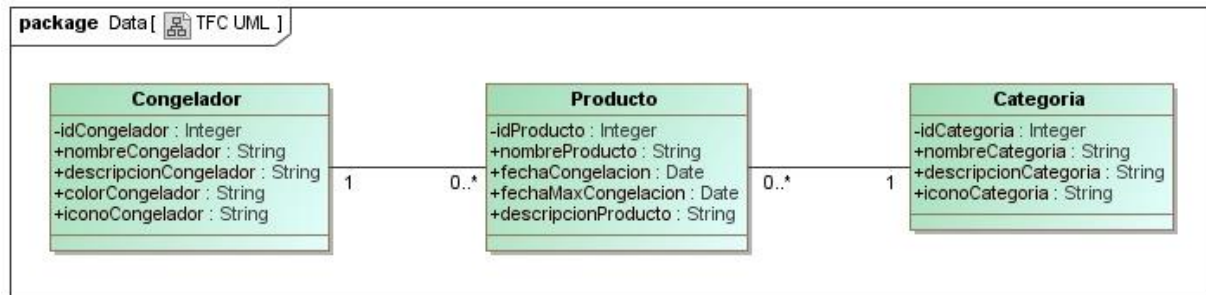 package Data [ TFC UML ]
Congelador
-idCongelador : Integer
+nombreCongelador : String
+descripcionCongelador : String
+colorCongelador : String
+iconoCongelador : String
1
0..*
Producto
-idProducto : Integer
+nombreProducto : String
+fechaCongelacion : Date
+fechaMaxCongelacion : Date
+descripcionProducto : String
0..*
1
Categoria
-idCategoria : Integer
+nombreCategoria : String
+descripcionCategoria : String
+iconoCategoria : String